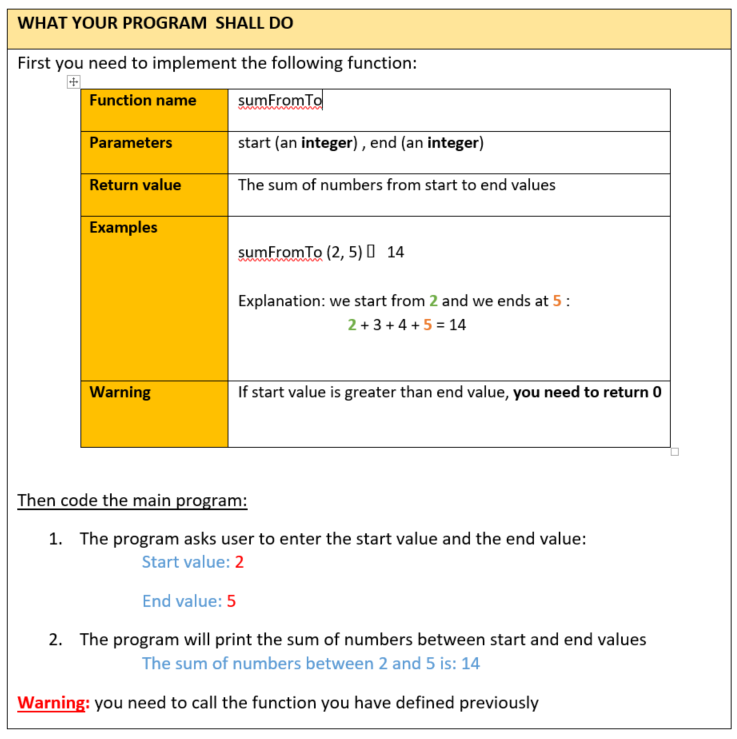 WHAT YOUR PROGRAM SHALL DO
First you need to implement the following function:
Function name sumFromTo
Parameters start (an integer) , end (an integer)
Return value The sum of numbers from start to end values
Examples
sumFromTo (2, 5) 14
Explanation: we start from 2 and we ends at 5 :
2 + 3 + 4 + 5 = 14
Warning If start value is greater than end value, you need to return 0
Then code the main program:
1. The program asks user to enter the start value and the end value:
Start value: 2
End value: 5
2. The program will print the sum of numbers between start and end values
The sum of numbers between 2 and 5 is: 14
Warning: you need to call the function you have defined previously